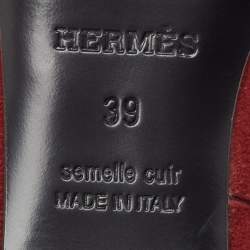 HERMÈS
39
semelle cuir
MADE IN ITALY